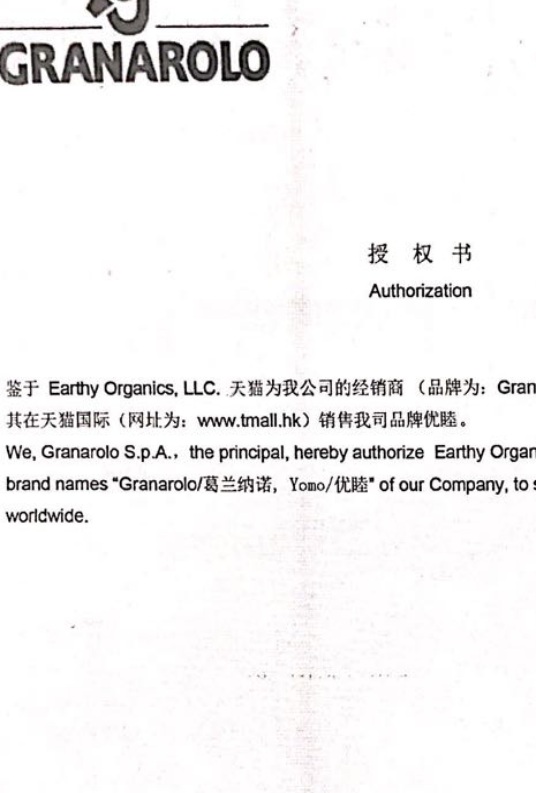 GRANAROLO
授 权 书
Authorization
鉴于 Earthy Organics, LLC. 天猫为我公司的经销商 （品牌为：Gran
其在天猫国际（网址为：www.tmall.hk）销售我司品牌优睦。
We, Granarolo S.p.A.，the principal, hereby authorize Earthy Organ
brand names "Granarolo/葛兰纳诺，Yomo/优睦" of our Company, to s
worldwide.